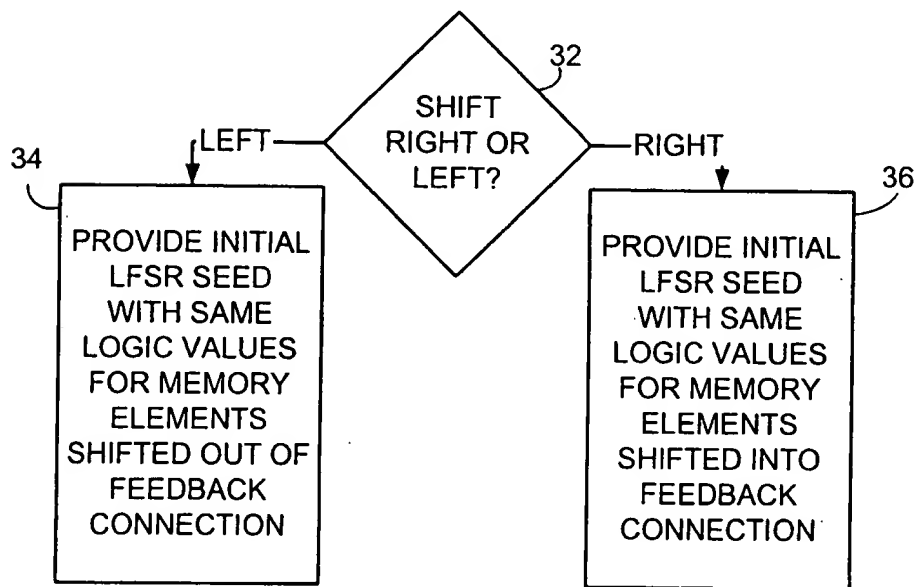 32
SHIFT
RIGHT OR
LEFT?
LEFT
RIGHT
34
PROVIDE INITIAL
LFSR SEED
WITH SAME
LOGIC VALUES
FOR MEMORY
ELEMENTS
SHIFTED OUT OF
FEEDBACK
CONNECTION
36
PROVIDE INITIAL
LFSR SEED
WITH SAME
LOGIC VALUES
FOR MEMORY
ELEMENTS
SHIFTED INTO
FEEDBACK
CONNECTION